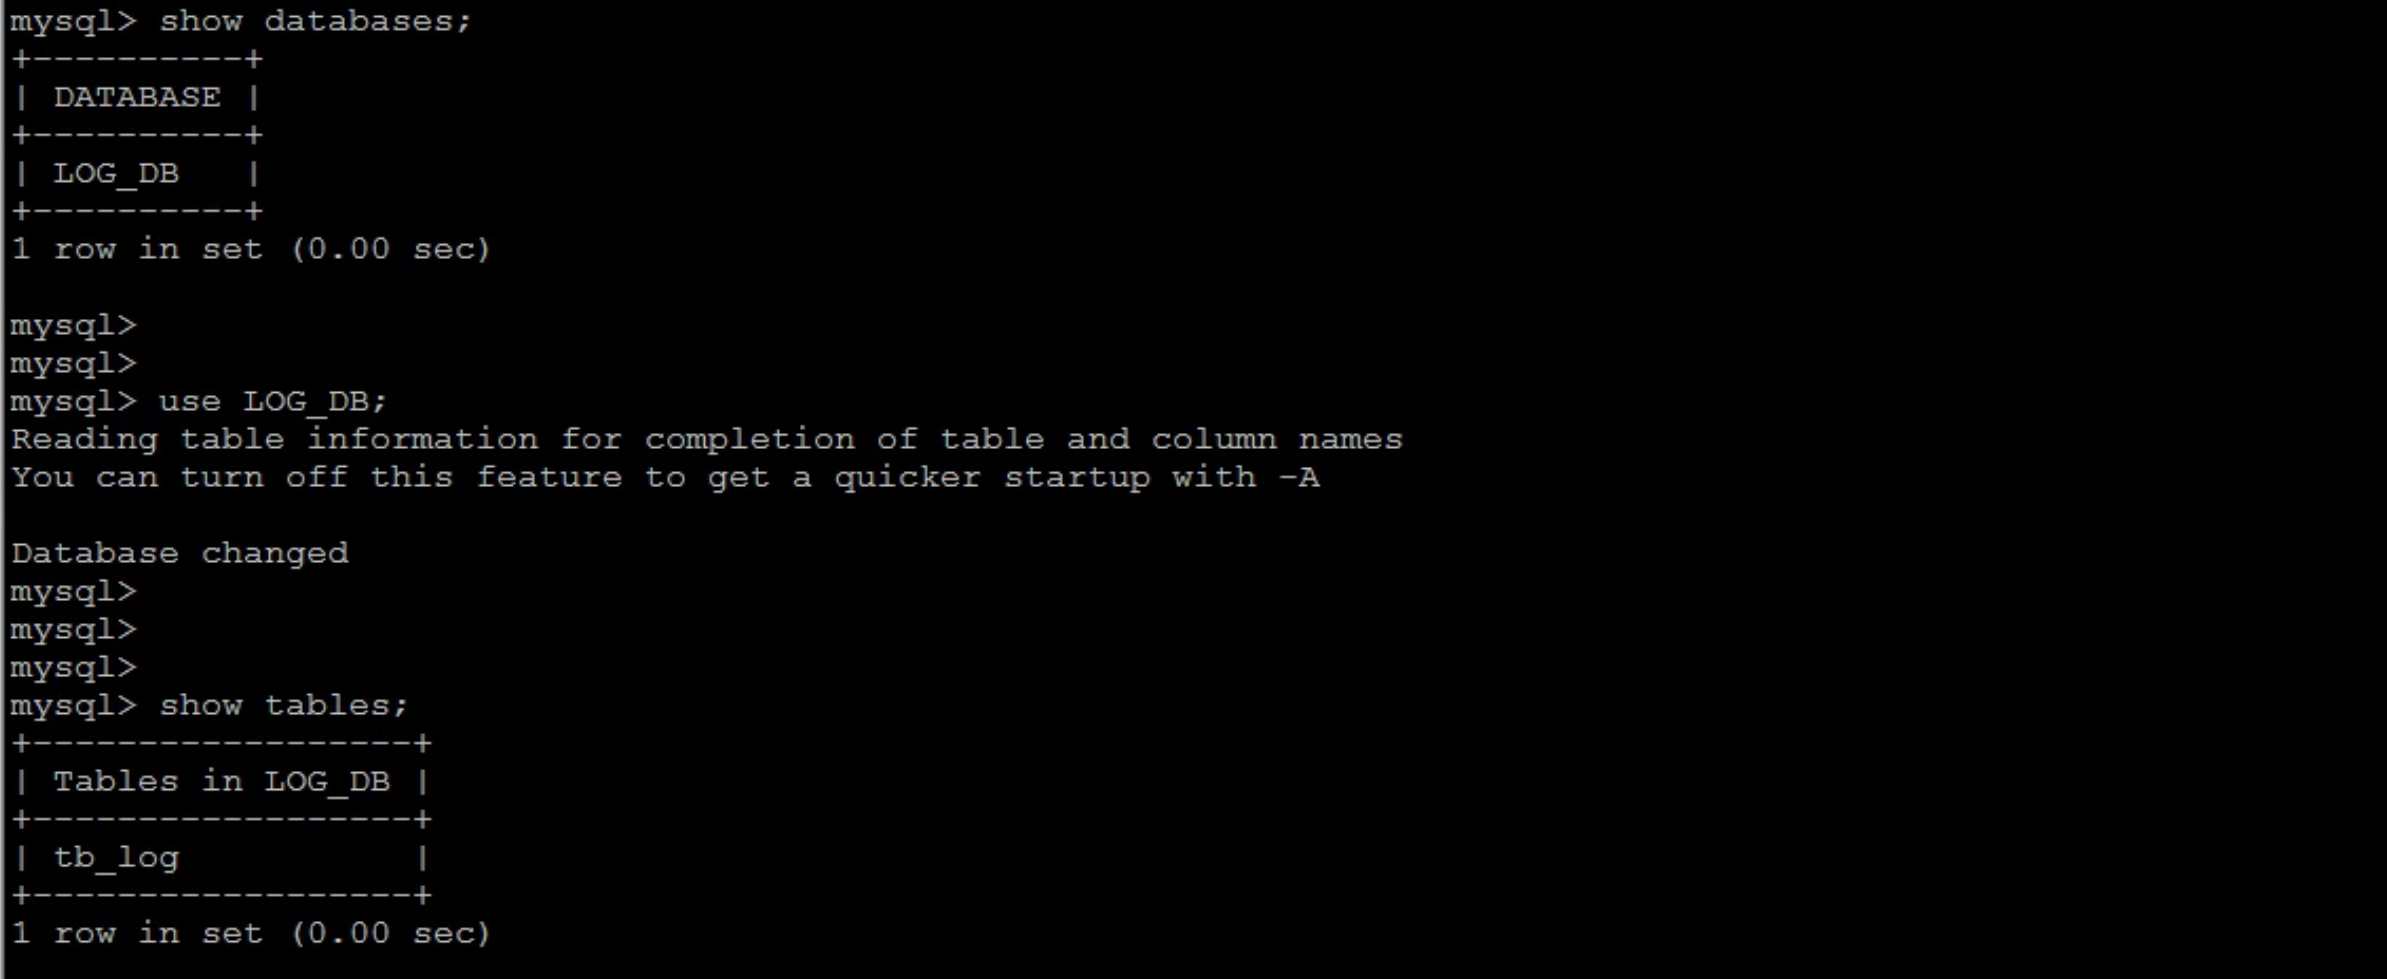 mysql> show databases;
+----------+
| DATABASE |
+----------+
| LOG_DB   |
+----------+
1 row in set (0.00 sec)
mysql>
mysql>
mysql> use LOG_DB;
Reading table information for completion of table and column names
You can turn off this feature to get a quicker startup with -A
Database changed
mysql>
mysql>
mysql>
mysql> show tables;
+------------------+
| Tables in LOG_DB |
+------------------+
| tb_log           |
+------------------+
1 row in set (0.00 sec)